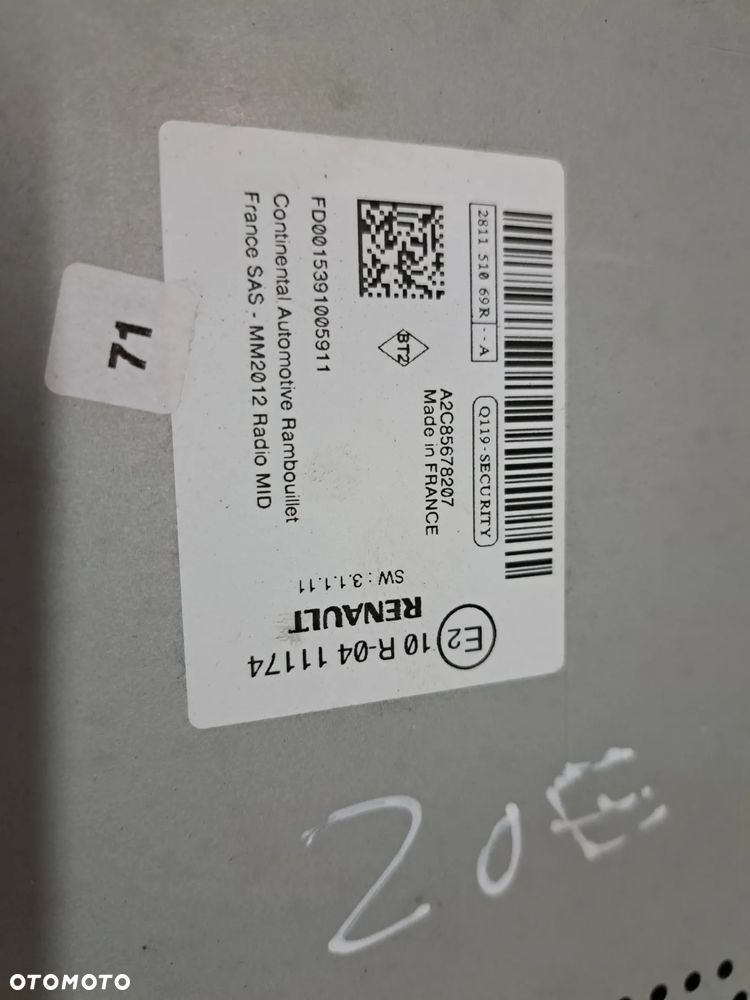 2811 510 69R --A
Q119-SECURITY
A2C85678207
Made in FRANCE
BT2
FD0015391005911
Continental Automotive Rambouillet
France SAS - MM2012 Radio MID
E2
10 R-04 11174
RENAULT
SW : 3.1.1.11
ZOE
OTOMOTO